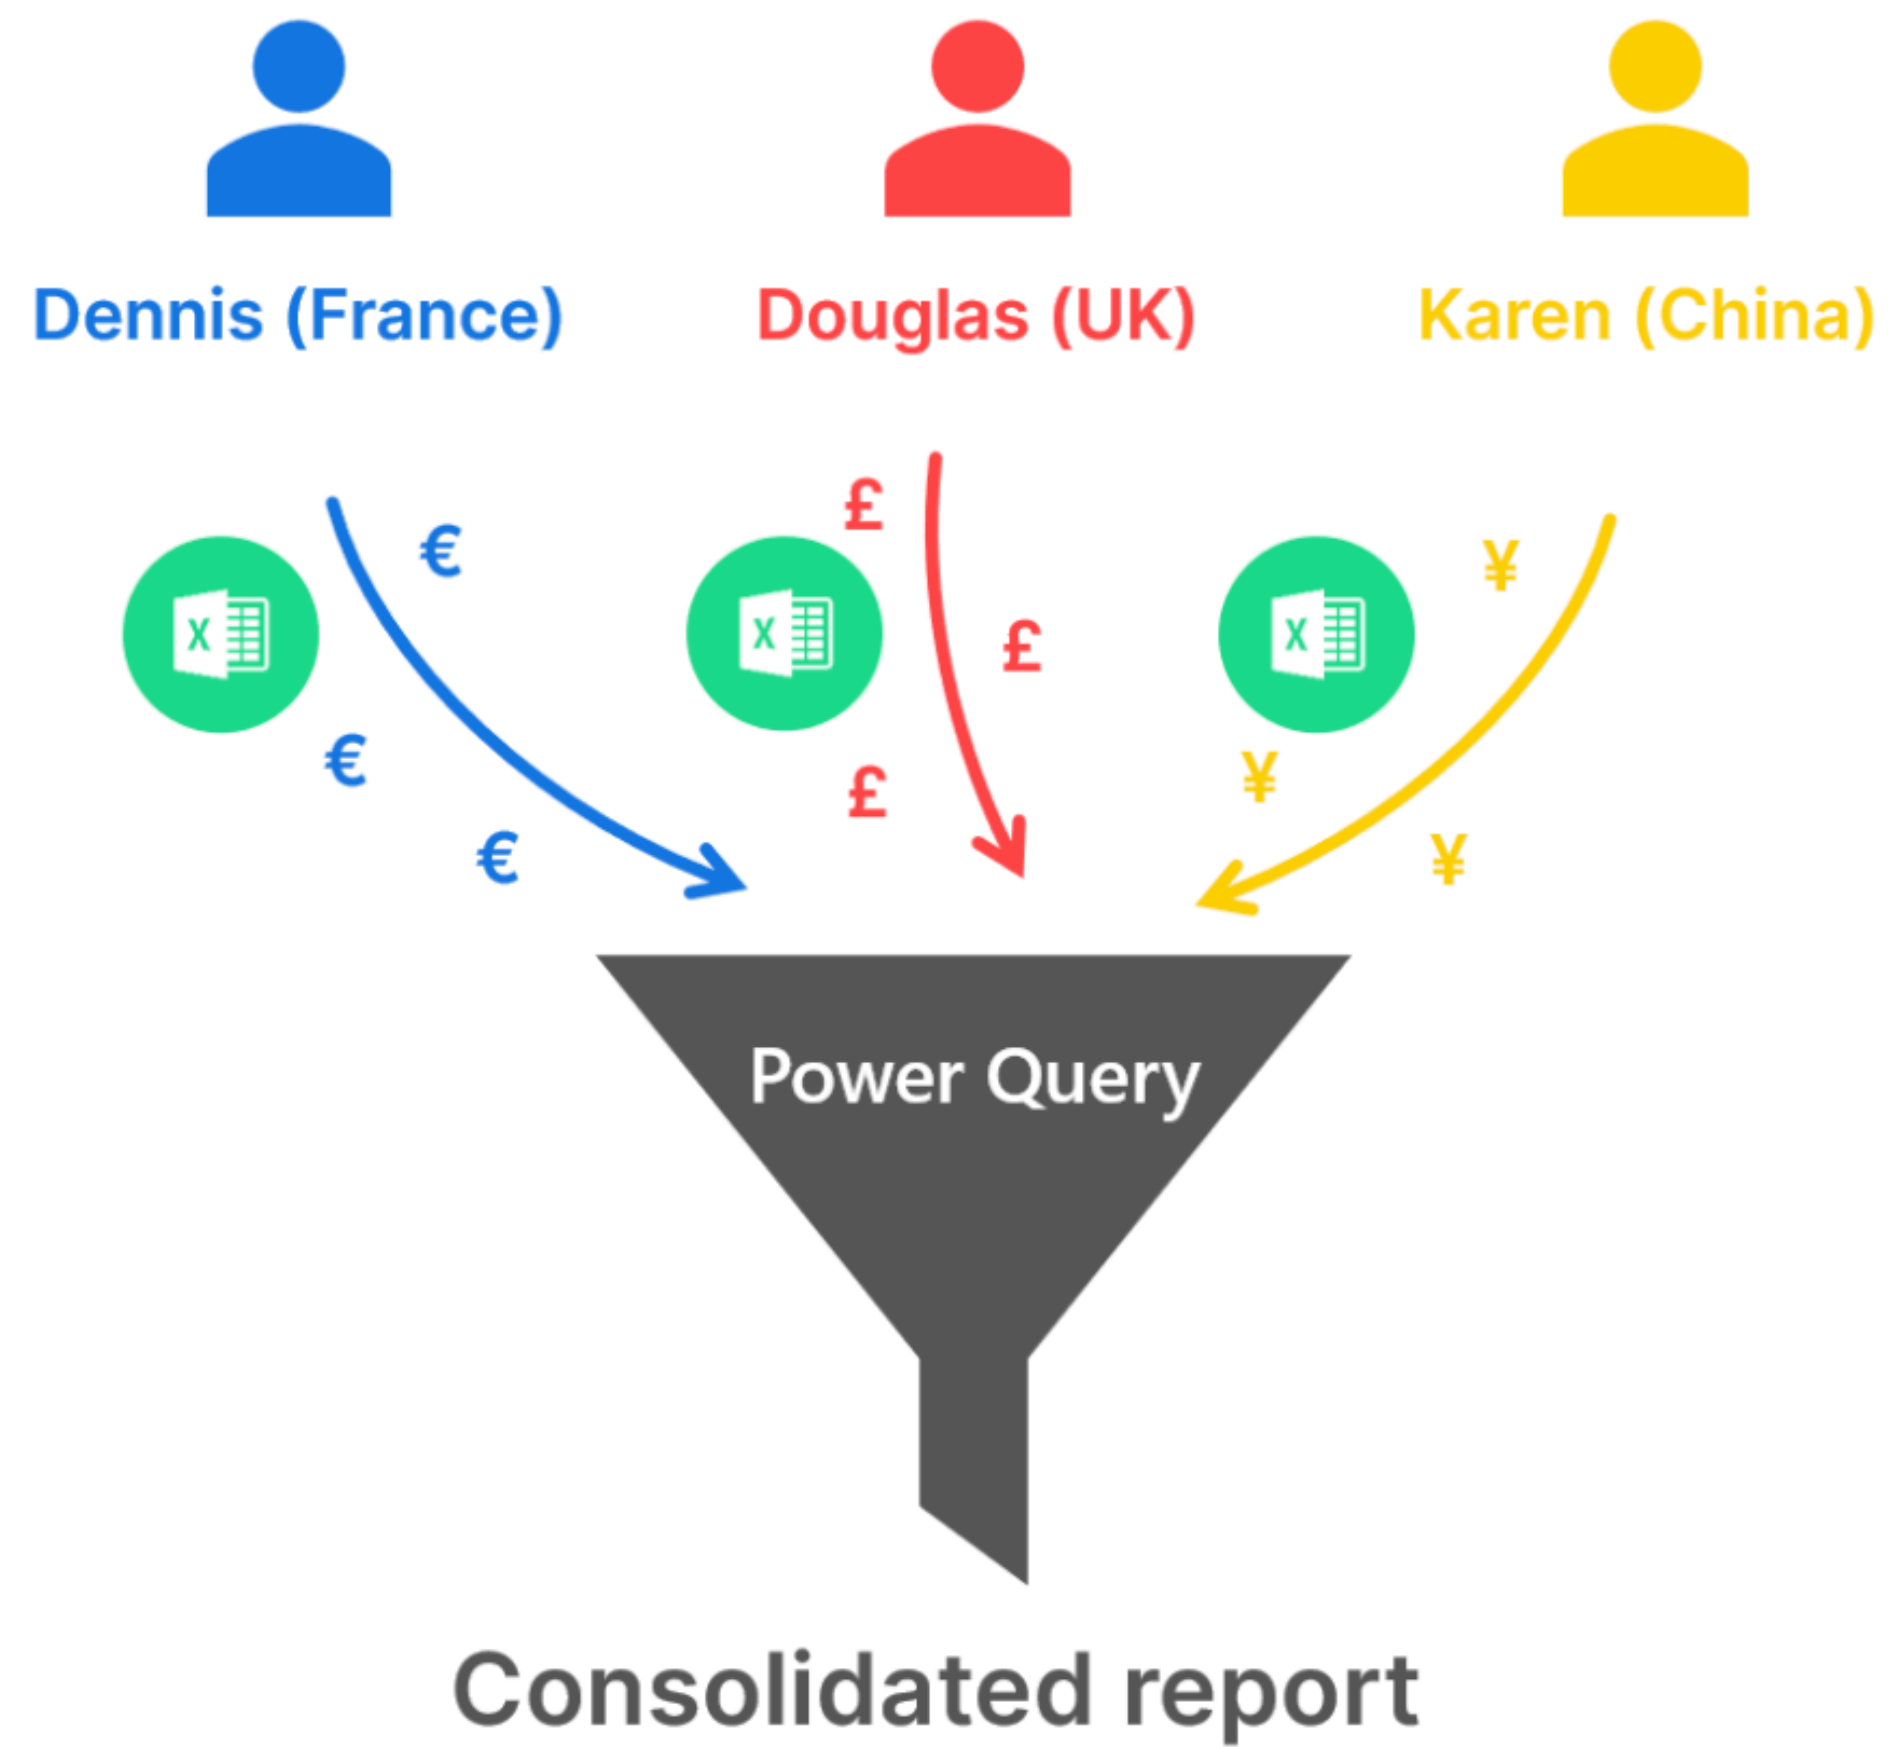 Dennis (France)
Douglas (UK)
Karen (China)
£
€
¥
X
X
X
£
€
¥
£
€
¥
Power Query
Consolidated report